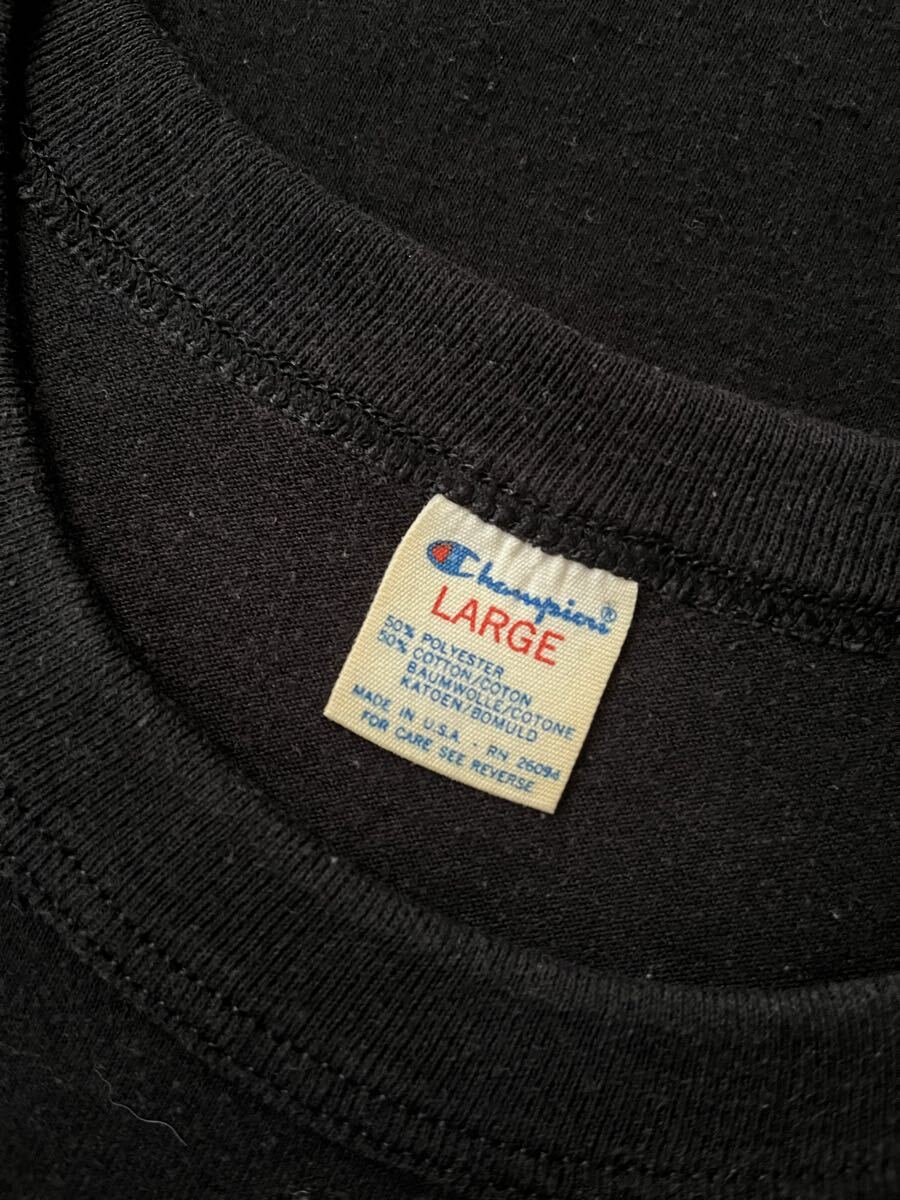 Champion®
LARGE
50% POLYESTER
50% COTTON/COTON
BAUMWOLLE/COTONE
KATOEN/BOMULD
MADE IN U.S.A. - RN 26094
FOR CARE SEE REVERSE